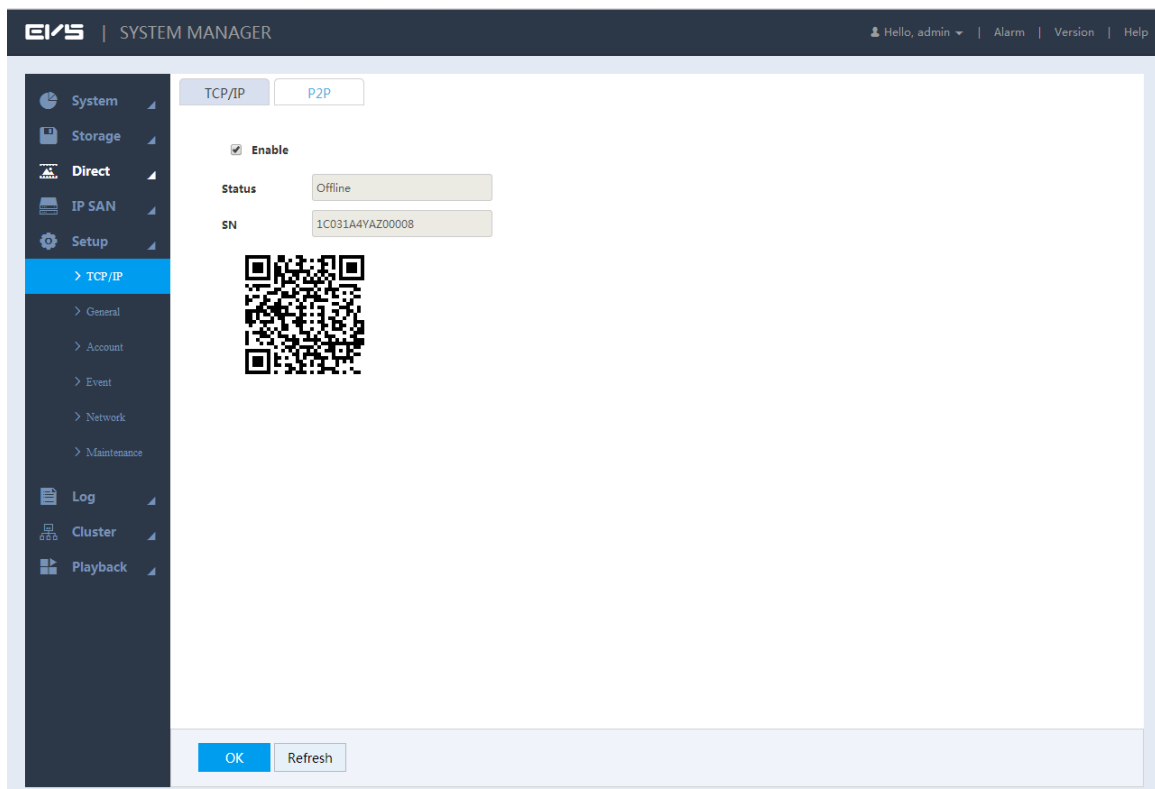 EVS | SYSTEM MANAGER
Hello, admin | Alarm | Version | Help
System
Storage
Direct
IP SAN
Setup
> TCP/IP
> General
> Account
> Event
> Network
> Maintenance
Log
Cluster
Playback
TCP/IP P2P
Enable
Status Offline
SN 1C031A4YAZ00008
OK Refresh